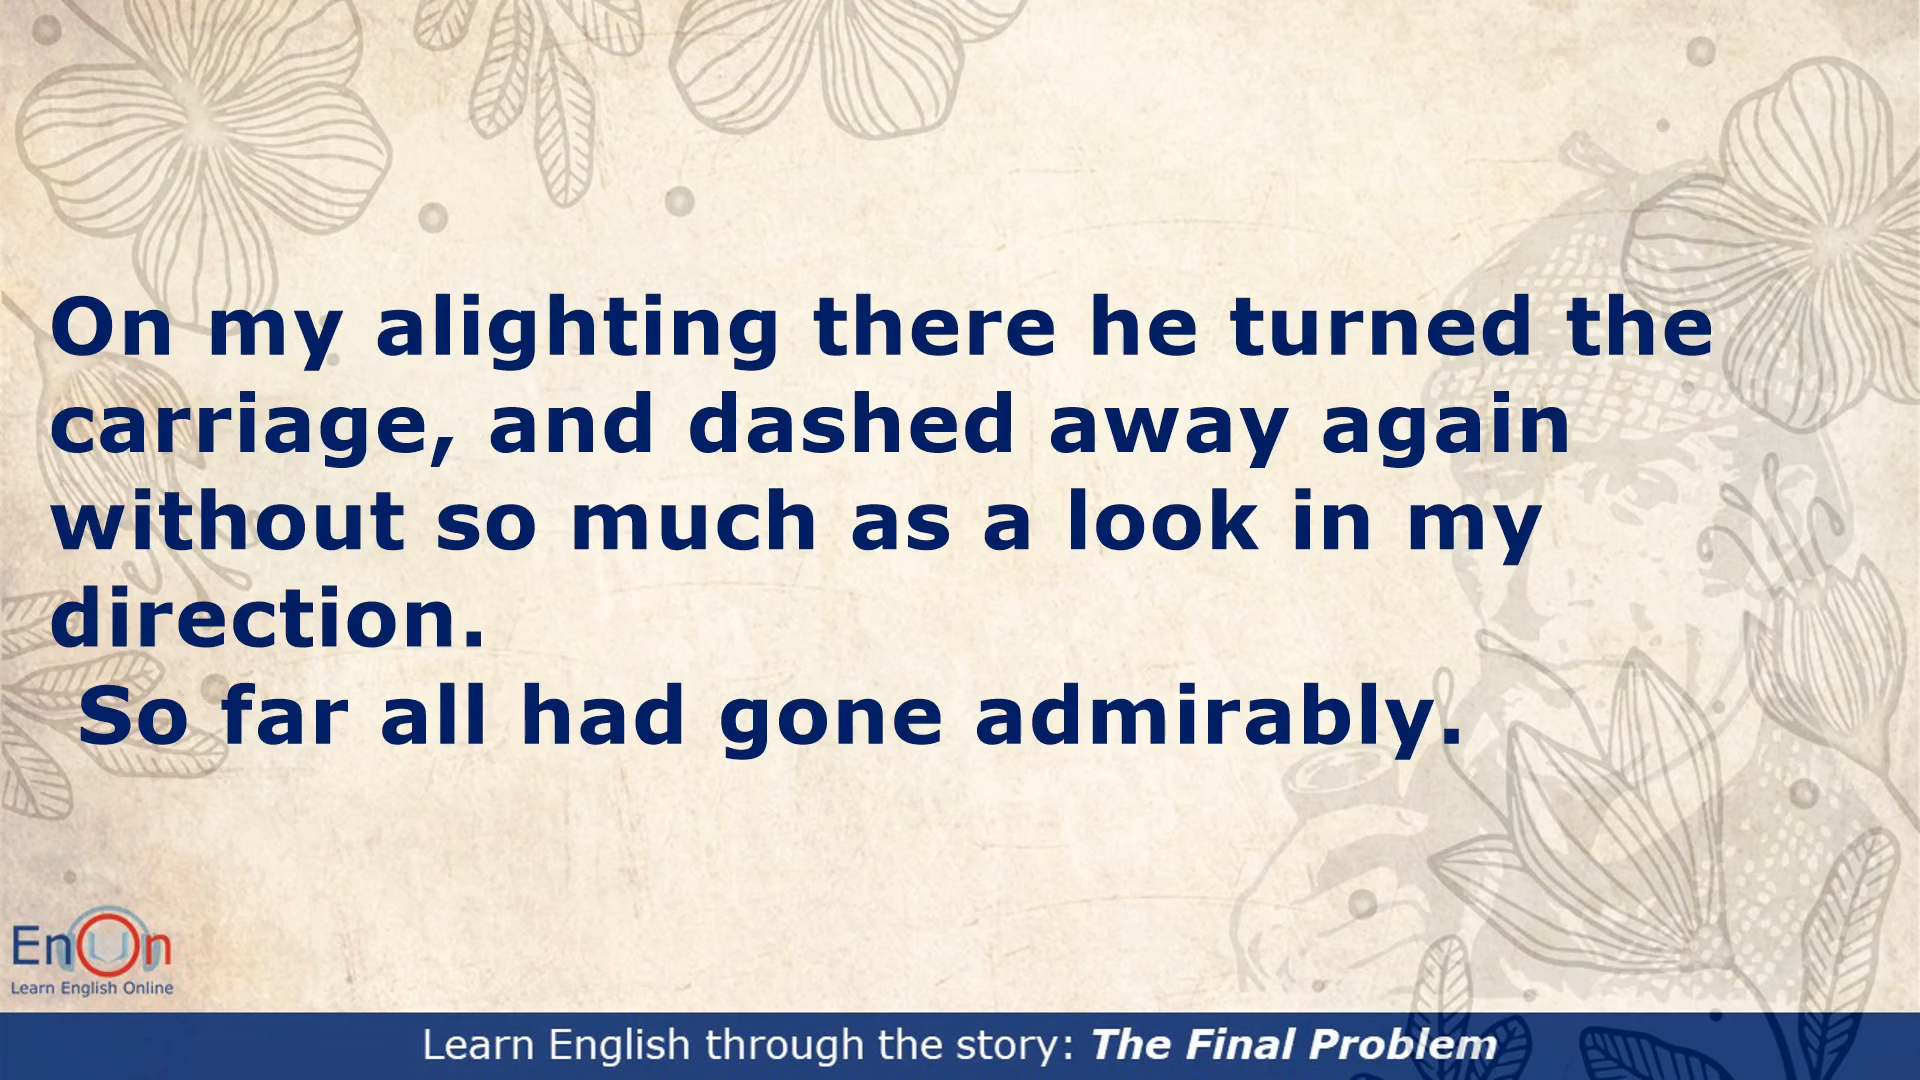 On my alighting there he turned the
carriage, and dashed away again
without so much as a look in my
direction.
So far all had gone admirably.
EnOn
Learn English Online
Learn English through the story: The Final Problem